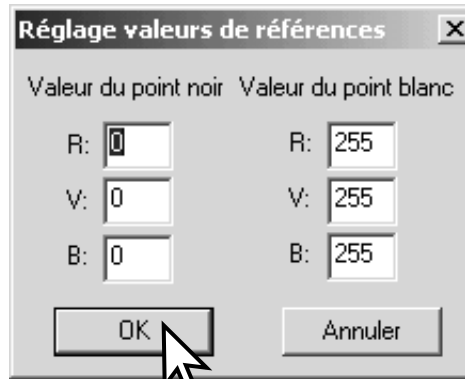 Réglage valeurs de références
Valeur du point noir Valeur du point blanc
R: 0 R: 255
V: 0 V: 255
B: 0 B: 255
OK Annuler